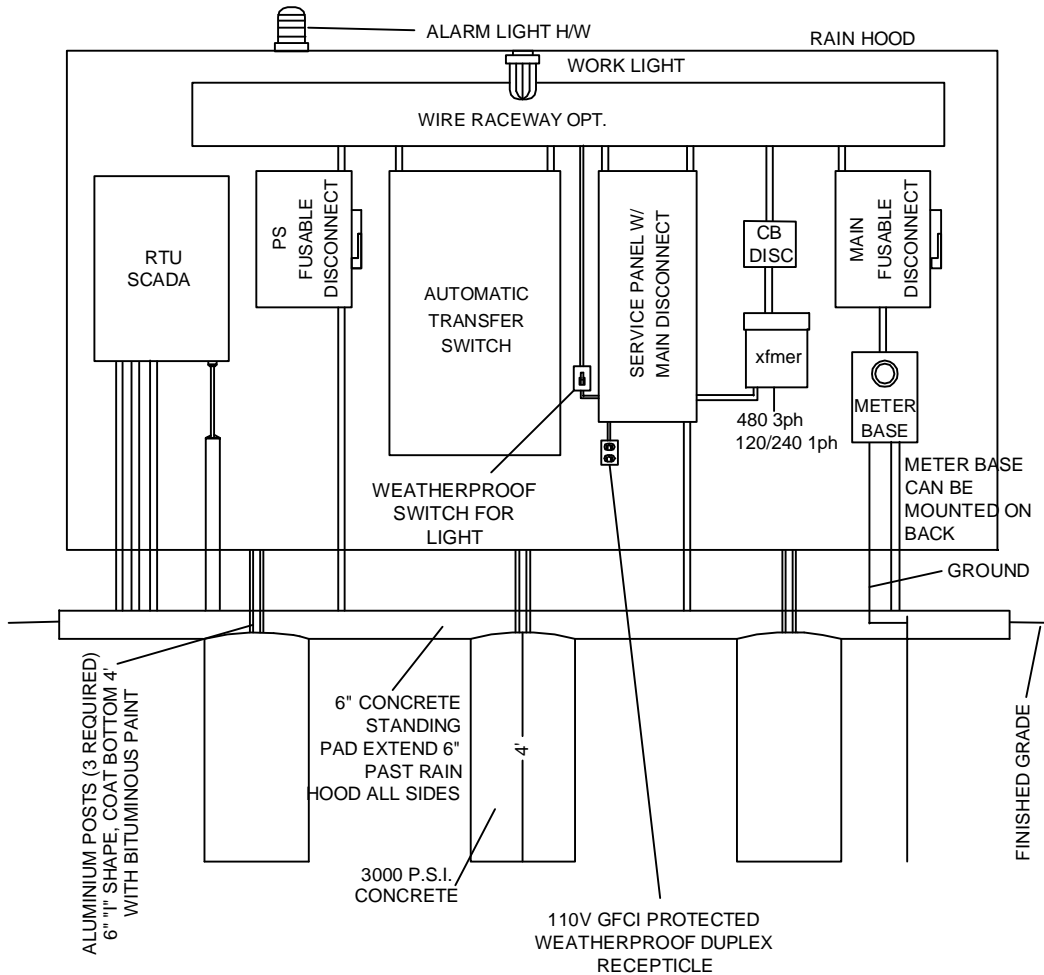 ALARM LIGHT H/W
RAIN HOOD
WORK LIGHT
WIRE RACEWAY OPT.
RTU
SCADA
PS
FUSABLE
DISCONNECT
AUTOMATIC
TRANSFER
SWITCH
SERVICE PANEL W/
MAIN DISCONNECT
CB
DISC
xfmer
480 3ph
120/240 1ph
MAIN
FUSABLE
DISCONNECT
METER
BASE
METER BASE
CAN BE
MOUNTED ON
BACK
WEATHERPROOF
SWITCH FOR
LIGHT
GROUND
ALUMINIUM POSTS (3 REQUIRED)
6" "I" SHAPE, COAT BOTTOM 4'
WITH BITUMINOUS PAINT
6" CONCRETE
STANDING
PAD EXTEND 6"
PAST RAIN
HOOD ALL SIDES
4'
3000 P.S.I.
CONCRETE
110V GFCI PROTECTED
WEATHERPROOF DUPLEX
RECEPTICLE
FINISHED GRADE